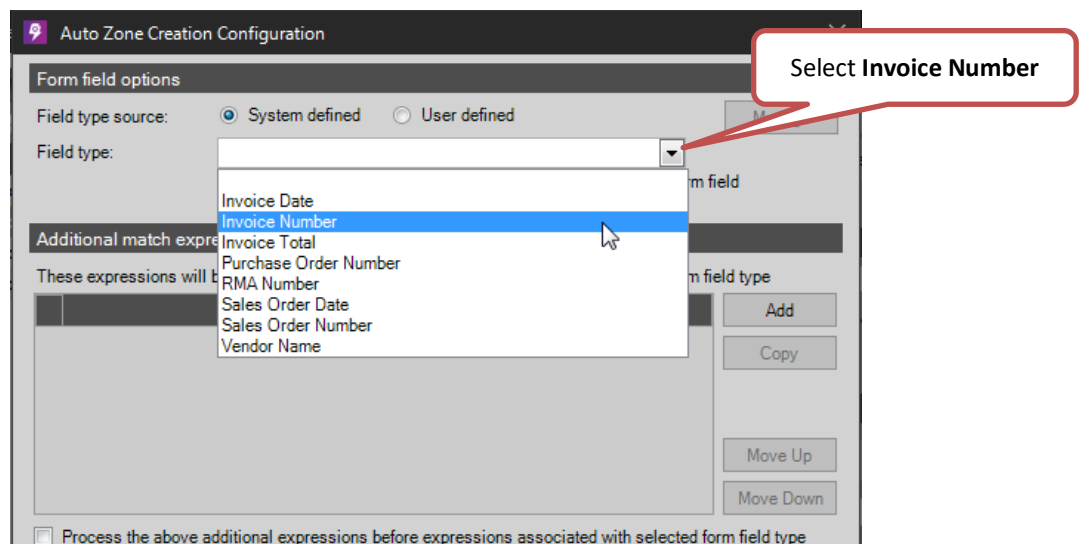 Auto Zone Creation Configuration
Select Invoice Number
Form field options
Field type source:
System defined
User defined
Field type:
rm field
Invoice Date
Invoice Number
Additional match expre
Invoice Total
Purchase Order Number
These expressions will b
m field type
RMA Number
Sales Order Date
Add
Sales Order Number
Vendor Name
Copy
Move Up
Move Down
Process the above additional expressions before expressions associated with selected form field type